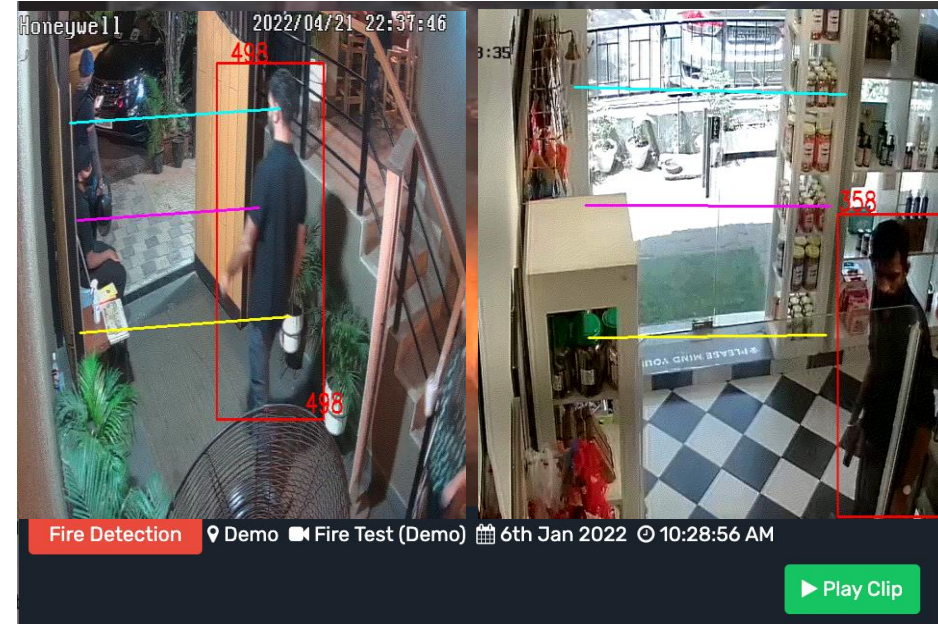 Honeywell
2022/04/21 22:37:46
498
498
3:35
358
*PLEASE MIND YOUR
Fire Detection Demo Fire Test (Demo) 6th Jan 2022 10:28:56 AM
Play Clip